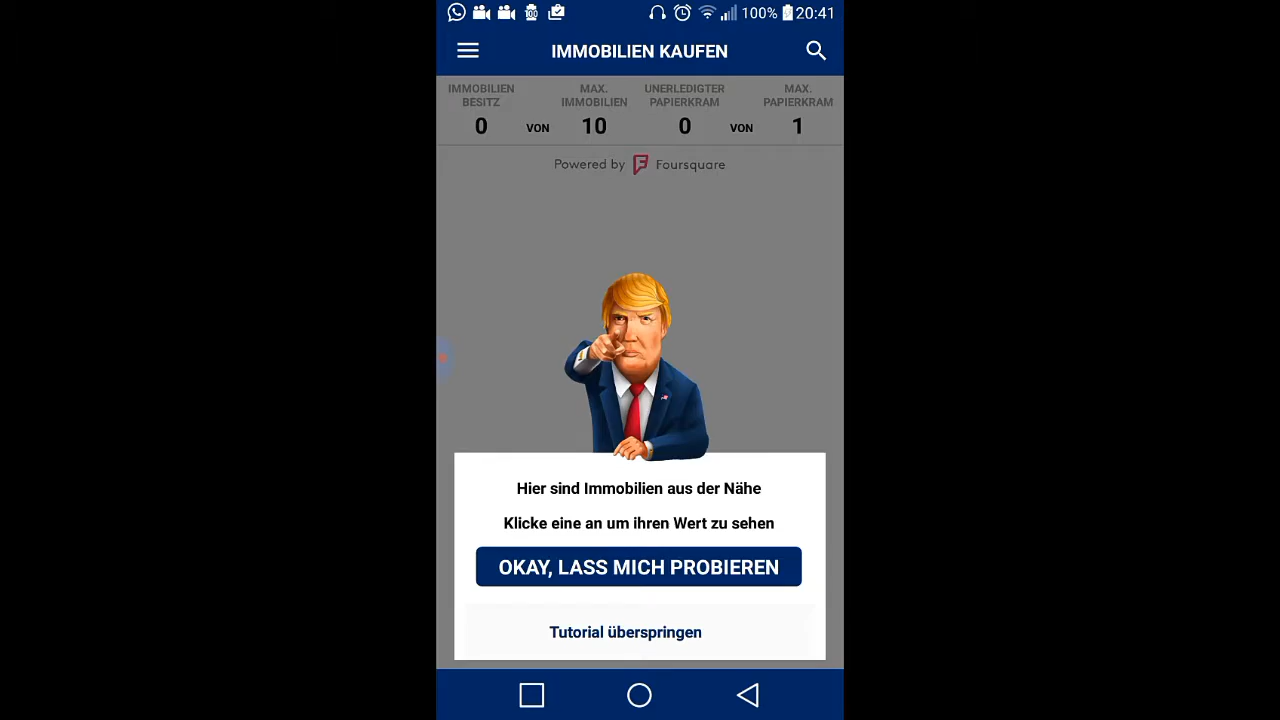 100% 20:41
IMMOBILIEN KAUFEN
IMMOBILIEN BESITZ
0
VON
MAX. IMMOBILIEN
10
UNERLEDIGTER PAPIERKRAM
0
VON
MAX. PAPIERKRAM
1
Powered by Foursquare
Hier sind Immobilien aus der Nähe
Klicke eine an um ihren Wert zu sehen
OKAY, LASS MICH PROBIEREN
Tutorial überspringen